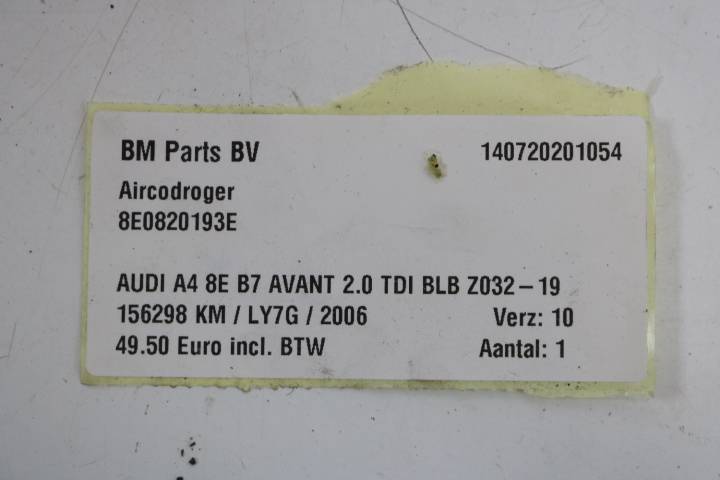 BM Parts BV 140720201054
Aircodroger
8E0820193E
AUDI A4 8E B7 AVANT 2.0 TDI BLB Z032-19
156298 KM / LY7G / 2006 Verz: 10
49.50 Euro incl. BTW Aantal: 1